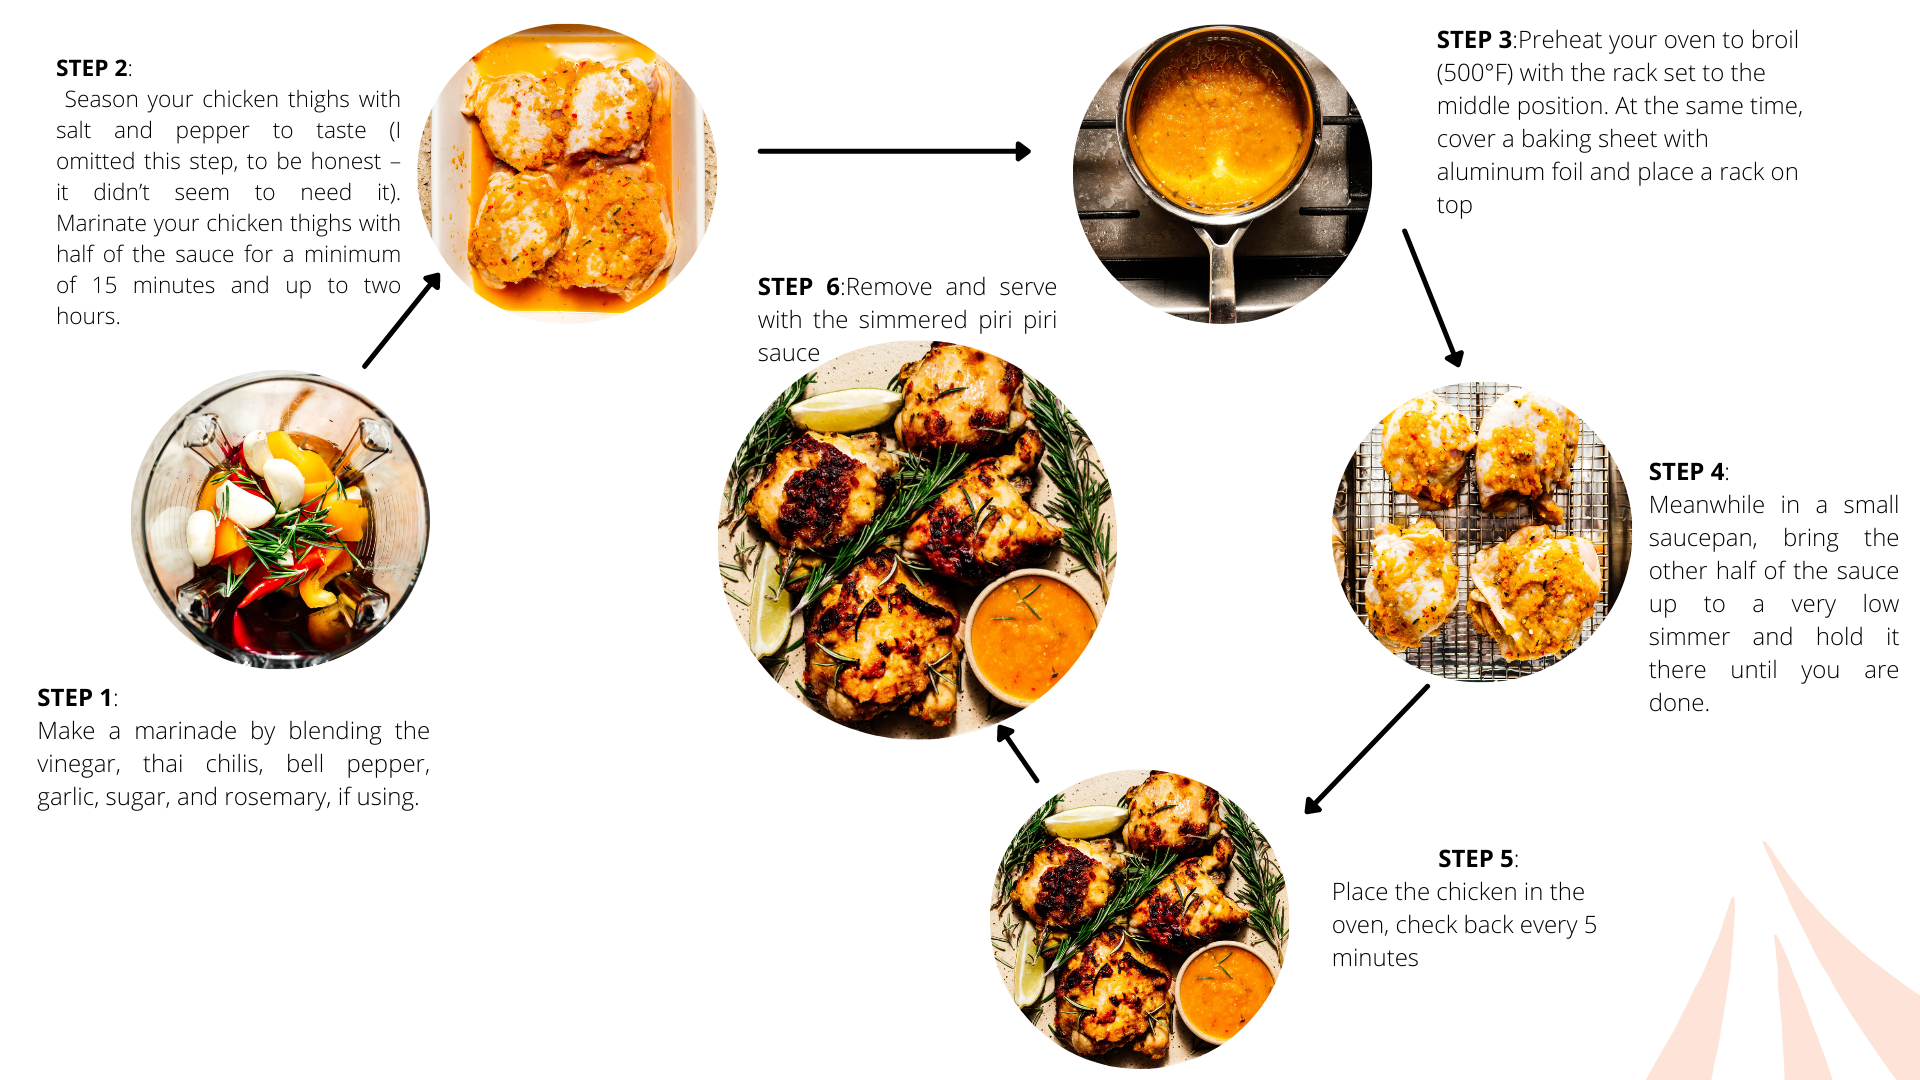 STEP 1:
Make a marinade by blending the
vinegar, thai chilis, bell pepper,
garlic, sugar, and rosemary, if using.
STEP 2:
Season your chicken thighs with
salt and pepper to taste (I
omitted this step, to be honest –
it didn't seem to need it).
Marinate your chicken thighs with
half of the sauce for a minimum
of 15 minutes and up to two
hours.
STEP 3:Preheat your oven to broil
(500°F) with the rack set to the
middle position. At the same time,
cover a baking sheet with
aluminum foil and place a rack on
top
STEP 4:
Meanwhile in a small
saucepan, bring the
other half of the sauce
up to a very low
simmer and hold it
there until you are
done.
STEP 5:
Place the chicken in the
oven, check back every 5
minutes
STEP 6:Remove and serve
with the simmered piri piri
sauce